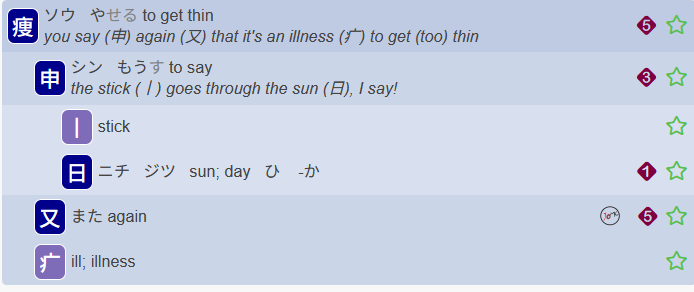 痩 ソウ やせる to get thin 5
you say (申) again (又) that it's an illness (疒) to get (too) thin
申 シン もうす to say 3
the stick (丨) goes through the sun (日), I say!
丨 stick
日 ニチ ジツ sun; day ひ -か 1
又 また again 5
疒 ill; illness